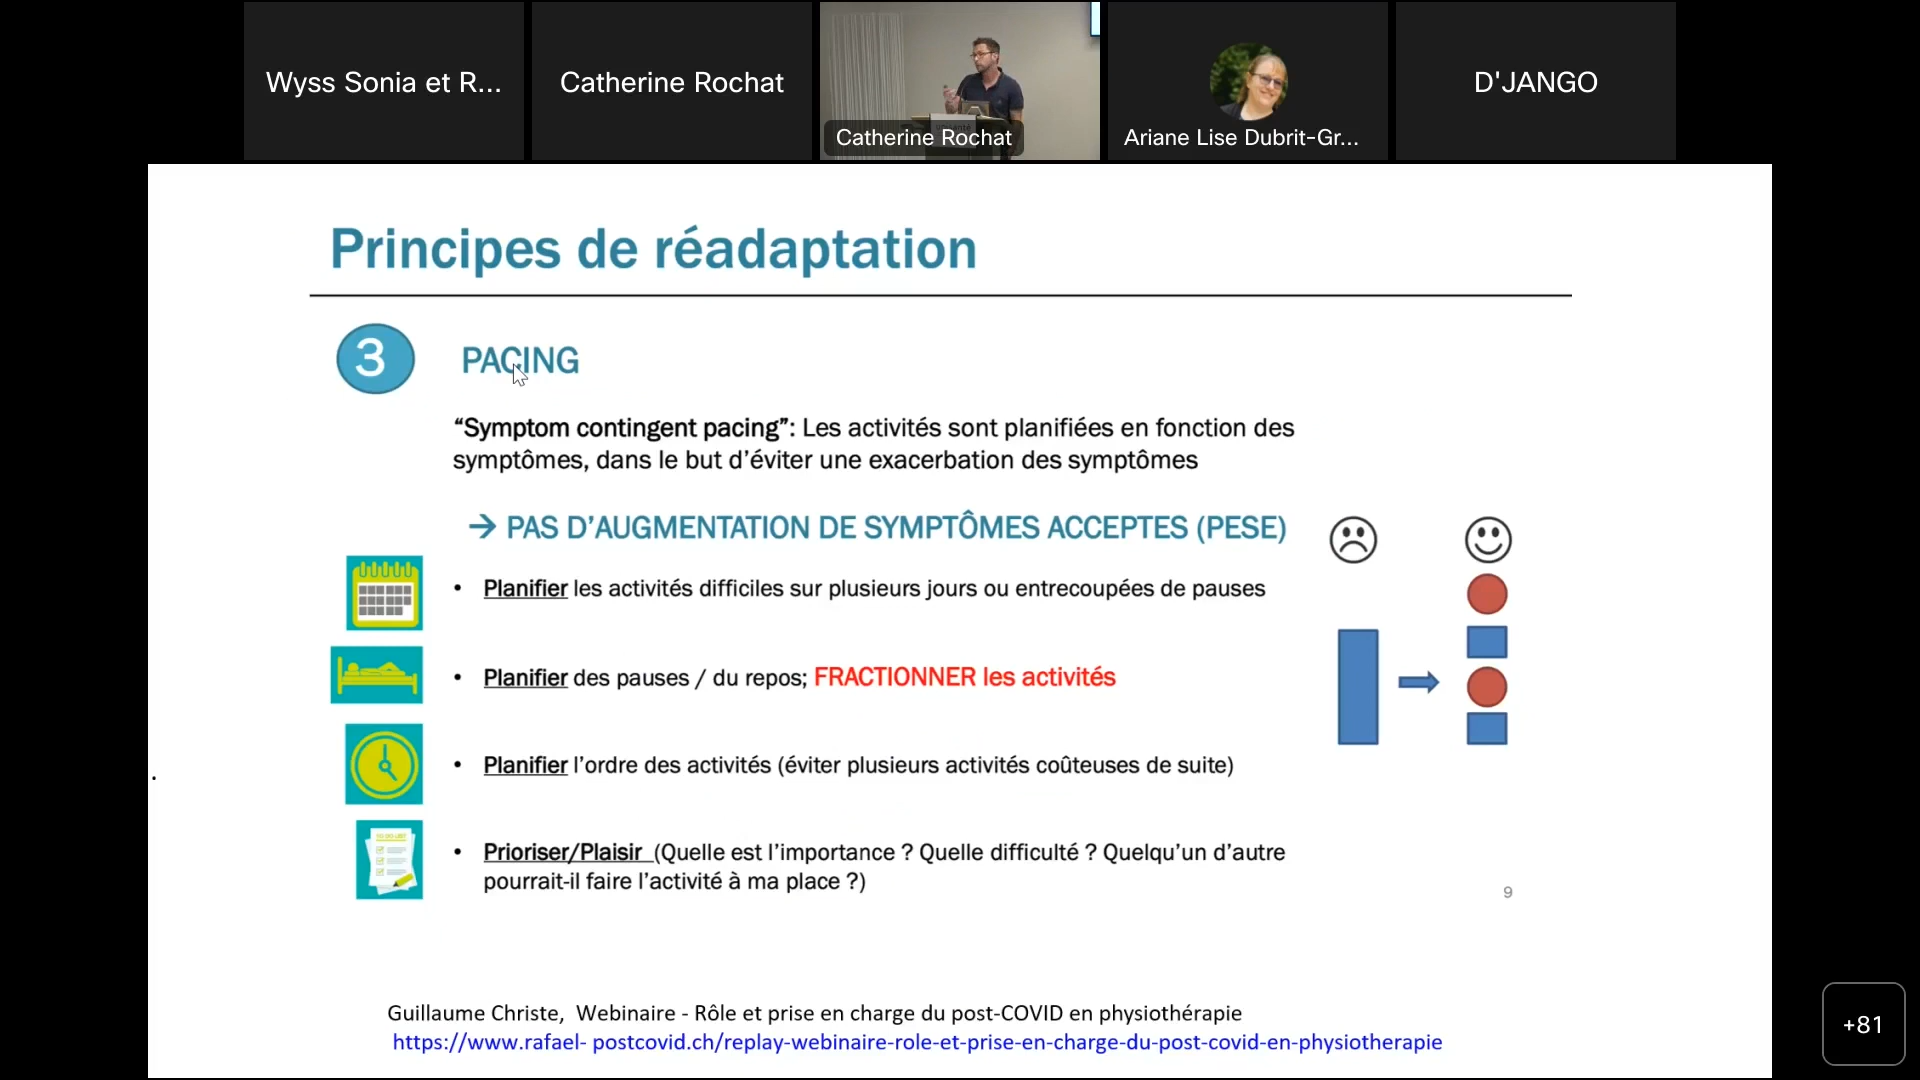 Wyss Sonia et R...
Catherine Rochat
Catherine Rochat
Ariane Lise Dubrit-Gr...
D'JANGO
Principes de réadaptation
3
PACING
“Symptom contingent pacing”: Les activités sont planifiées en fonction des
symptômes, dans le but d’éviter une exacerbation des symptômes
→ PAS D’AUGMENTATION DE SYMPTÔMES ACCEPTES (PESE)
• Planifier les activités difficiles sur plusieurs jours ou entrecoupées de pauses
• Planifier des pauses / du repos; FRACTIONNER les activités
• Planifier l’ordre des activités (éviter plusieurs activités coûteuses de suite)
• Prioriser/Plaisir (Quelle est l’importance ? Quelle difficulté ? Quelqu’un d’autre
pourrait-il faire l’activité à ma place ?)
9
.
Guillaume Christe, Webinaire - Rôle et prise en charge du post-COVID en physiothérapie
https://www.rafael- postcovid.ch/replay-webinaire-role-et-prise-en-charge-du-post-covid-en-physiotherapie
+81